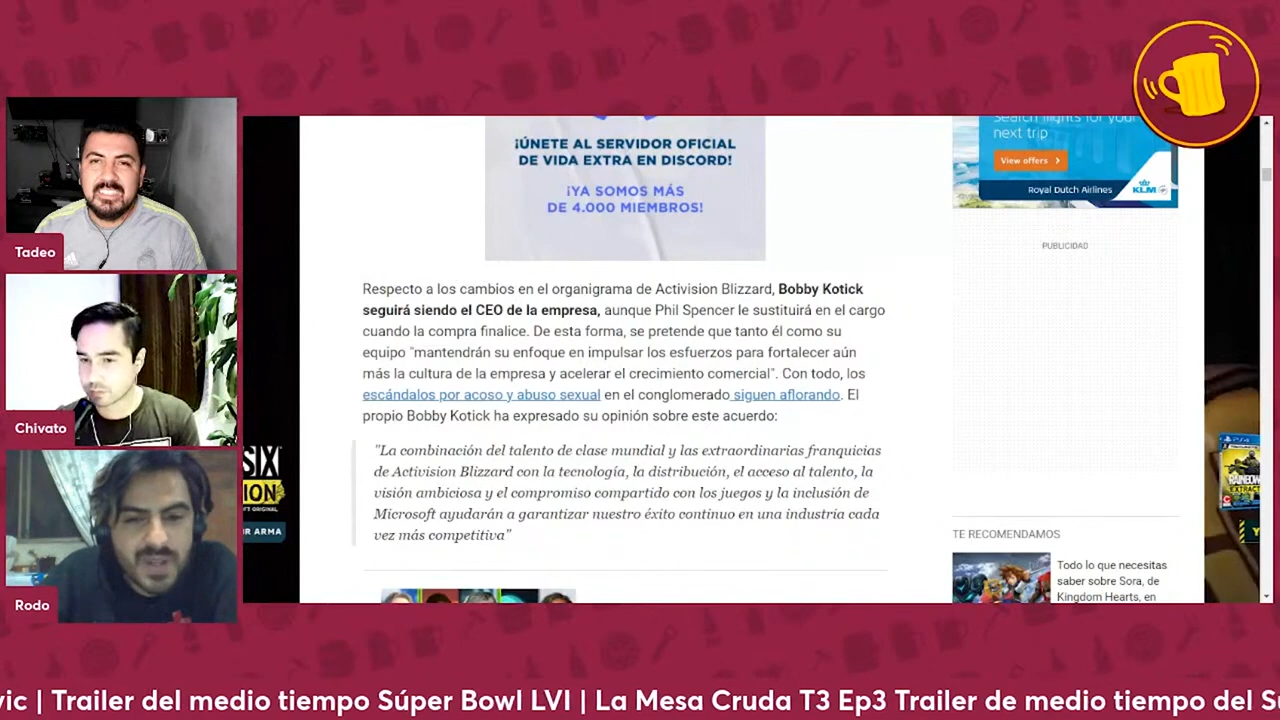 Tadeo
Chivato
Rodo
¡ÚNETE AL SERVIDOR OFICIAL
DE VIDA EXTRA EN DISCORD!
¡YA SOMOS MÁS
DE 4.000 MIEMBROS!
Respecto a los cambios en el organigrama de Activision Blizzard, Bobby Kotick
seguirá siendo el CEO de la empresa, aunque Phil Spencer le sustituirá en el cargo
cuando la compra finalice. De esta forma, se pretende que tanto él como su
equipo "mantendrán su enfoque en impulsar los esfuerzos para fortalecer aún
más la cultura de la empresa y acelerar el crecimiento comercial". Con todo, los
escándalos por acoso y abuso sexual en el conglomerado siguen aflorando. El
propio Bobby Kotick ha expresado su opinión sobre este acuerdo:
"La combinación del talento de clase mundial y las extraordinarias franquicias
de Activision Blizzard con la tecnología, la distribución, el acceso al talento, la
visión ambiciosa y el compromiso compartido con los juegos y la inclusión de
Microsoft ayudarán a garantizar nuestro éxito continuo en una industria cada
vez más competitiva"
Search flights for your
next trip
View offers
Royal Dutch Airlines
KLM
PUBLICIDAD
TE RECOMENDAMOS
Todo lo que necesitas
saber sobre Sora, de
Kingdom Hearts, en
SIX
ION
FT ORIGINAL
R ARMA
PS4
RAINBOW
EXTRACT
vic | Trailer del medio tiempo Súper Bowl LVI | La Mesa Cruda T3 Ep3 Trailer de medio tiempo del S